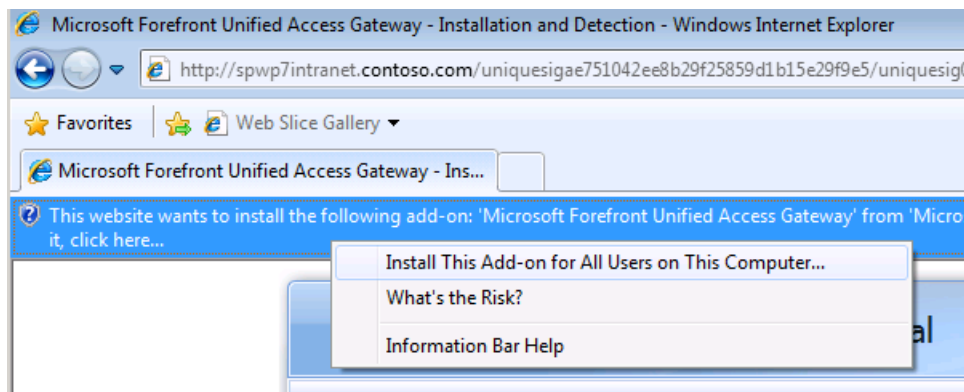 Microsoft Forefront Unified Access Gateway - Installation and Detection - Windows Internet Explorer
http://spwp7intranet.contoso.com/uniquesigae751042ee8b29f25859d1b15e29f9e5/uniquesig
Favorites Web Slice Gallery
Microsoft Forefront Unified Access Gateway - Ins...
This website wants to install the following add-on: 'Microsoft Forefront Unified Access Gateway' from 'Micro
it, click here...
Install This Add-on for All Users on This Computer...
What's the Risk?
al
Information Bar Help